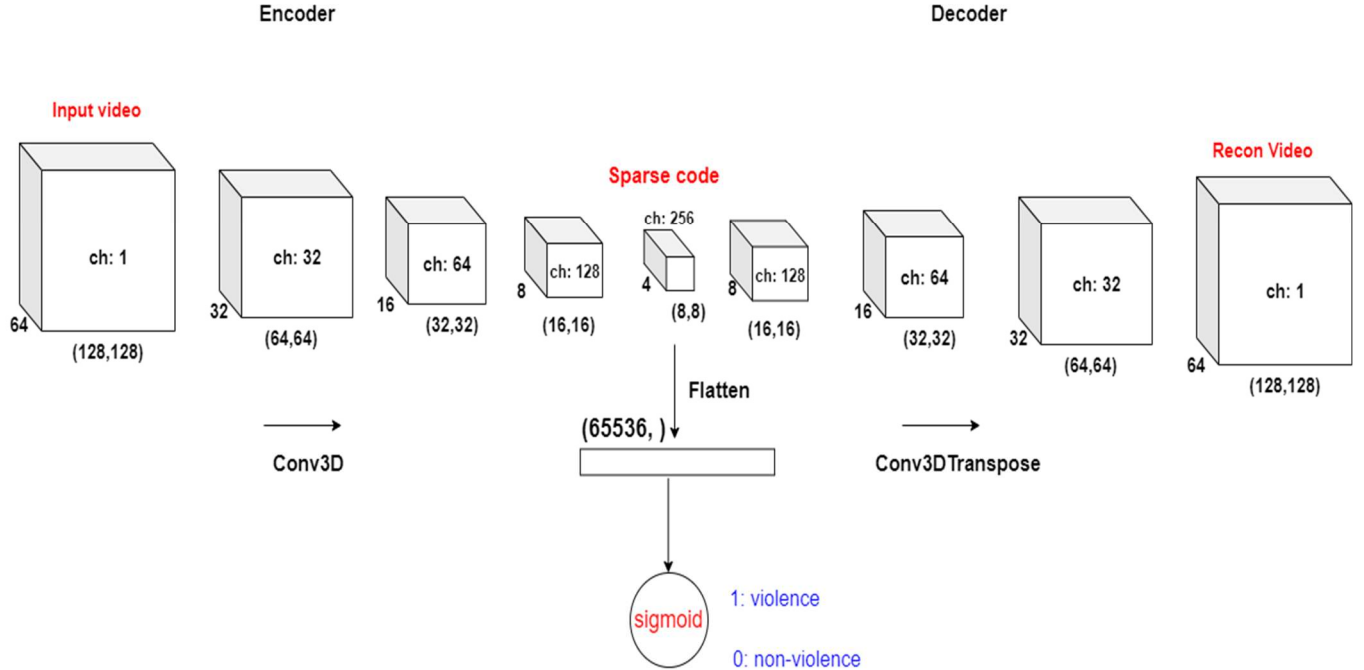 Encoder
Decoder
Input video
Recon Video
Sparse code
ch: 256
ch: 1
ch: 32
ch: 64
ch: 128
ch: 128
ch: 64
ch: 32
ch: 1
64
(128,128)
32
(64,64)
16
(32,32)
8
(16,16)
4
(8,8)
8
(16,16)
16
(32,32)
32
(64,64)
64
(128,128)
Flatten
(65536, )
Conv3D
Conv3DTranspose
sigmoid
1: violence
0: non-violence